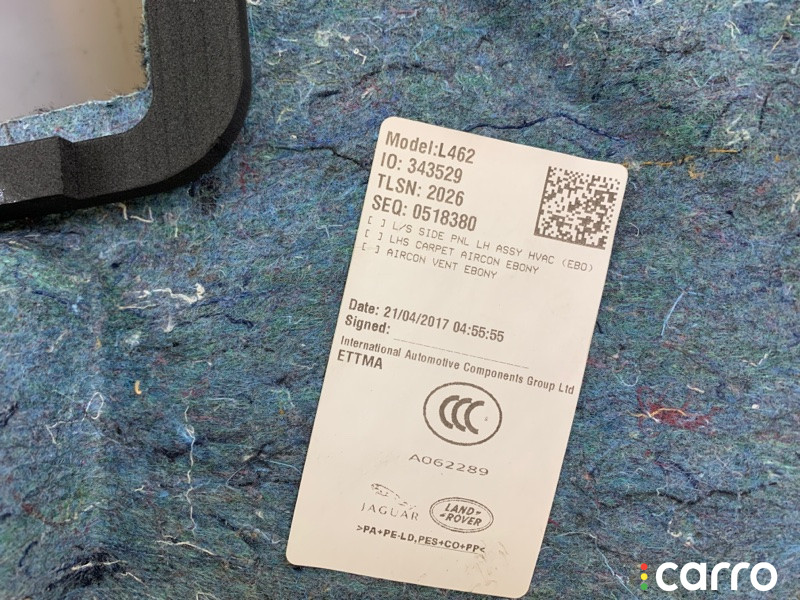 Model:L462
IO: 343529
TLSN: 2026
SEQ: 0518380
[ ] L/S SIDE PNL LH ASSY HVAC (EBO)
[ ] LHS CARPET AIRCON EBONY
[ ] AIRCON VENT EBONY
Date: 21/04/2017 04:55:55
Signed:
International Automotive Components Group Ltd
ETTMA
CCC
A062289
JAGUAR
LAND
ROVER
>PA+PE-LD,PES+CO+PP<
carro